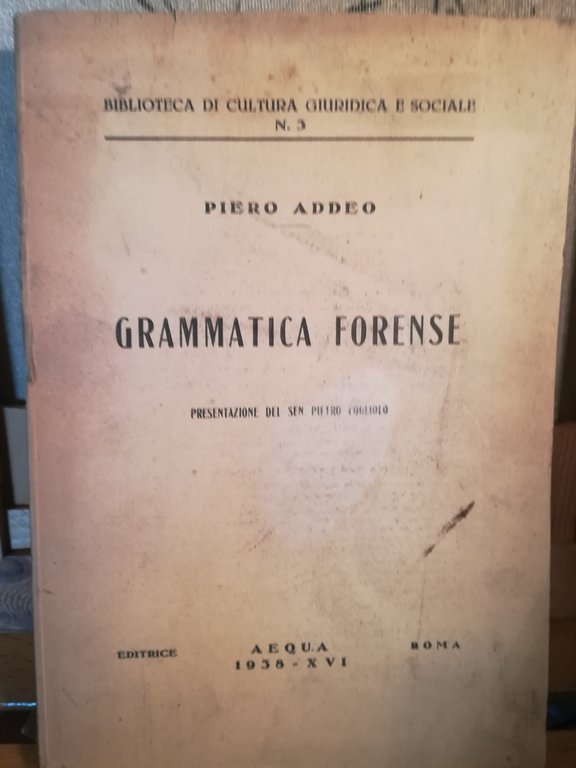 BIBLIOTECA DI CULTURA GIURIDICA E SOCIALE
N. 3
PIERO ADDEO
GRAMMATICA FORENSE
PRESENTAZIONE DEL SEN PIETRO COGLIOLO
EDITRICE AEQUA ROMA
1938 - XVI